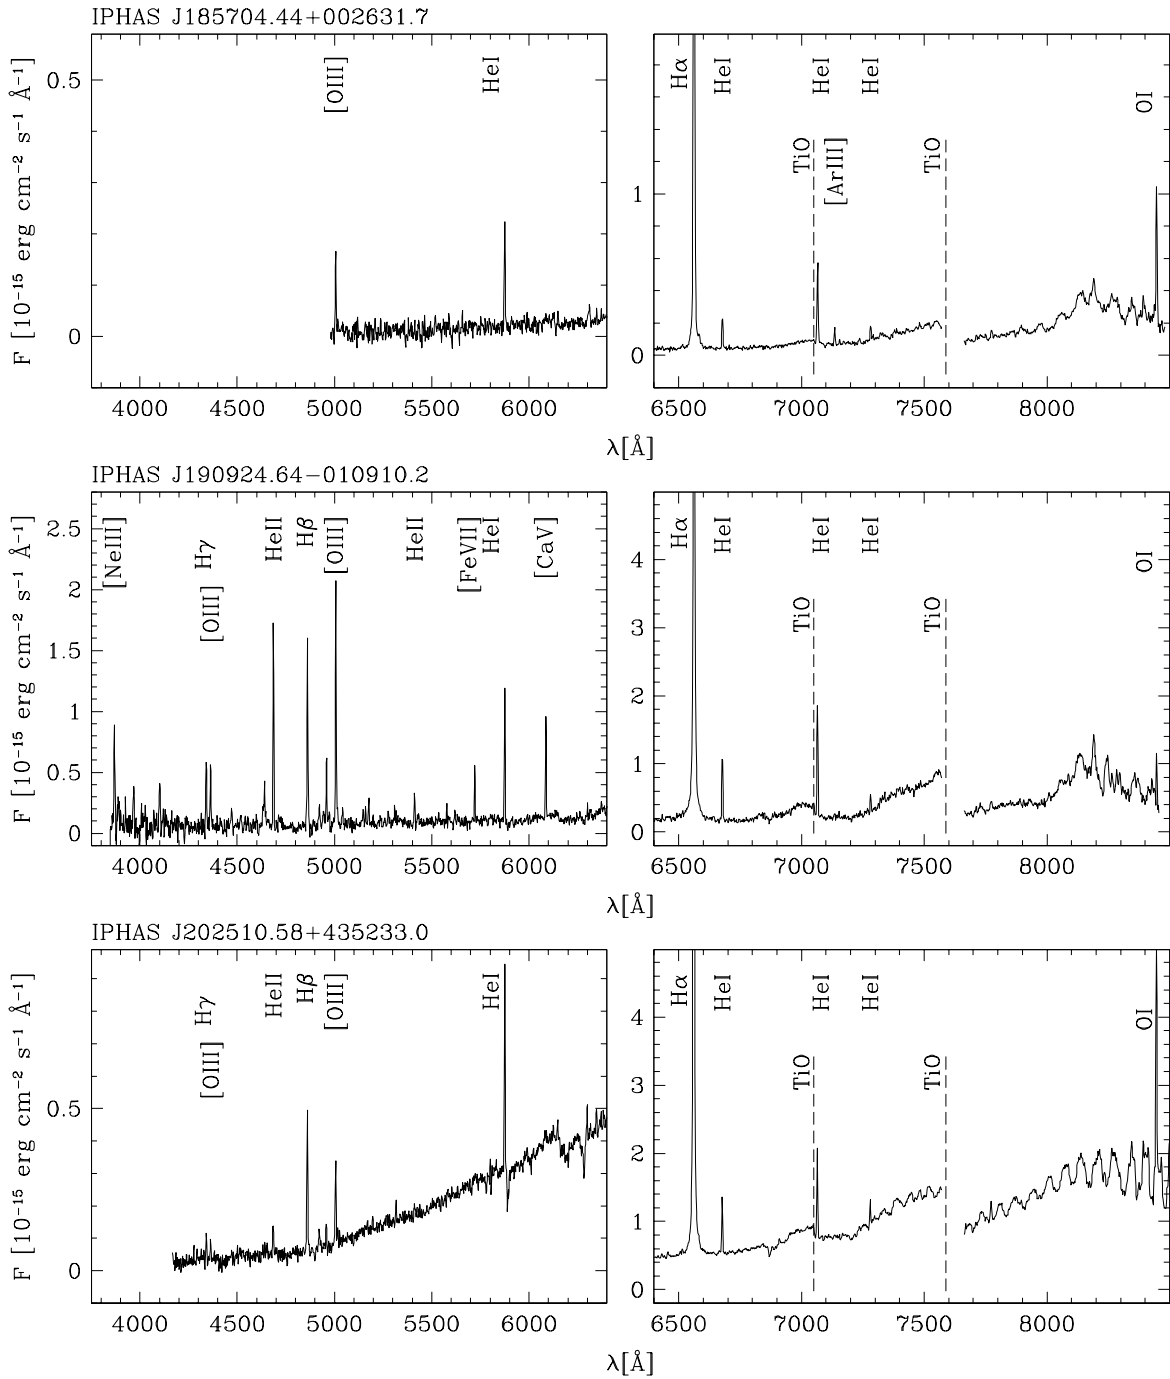 IPHAS J185704.44+002631.7
F [10⁻¹⁵ erg cm⁻² s⁻¹ Å⁻¹]
0.5
0
[OIII]
HeI
4000 4500 5000 5500 6000
1
0
Hα
HeI
HeI
HeI
OI
TiO
[ArIII]
TiO
6500 7000 7500 8000
λ[Å]
IPHAS J190924.64−010910.2
F [10⁻¹⁵ erg cm⁻² s⁻¹ Å⁻¹]
2.5
2
1.5
1
0.5
0
[NeIII]
Hγ
[OIII]
HeII
Hβ
[OIII]
HeII
[FeVII]
HeI
[CaV]
4000 4500 5000 5500 6000
4
3
2
1
0
Hα
HeI
HeI
HeI
OI
TiO
TiO
6500 7000 7500 8000
λ[Å]
IPHAS J202510.58+435233.0
F [10⁻¹⁵ erg cm⁻² s⁻¹ Å⁻¹]
0.5
0
Hγ
[OIII]
HeII
Hβ
[OIII]
HeI
4000 4500 5000 5500 6000
4
3
2
1
0
Hα
HeI
HeI
HeI
OI
TiO
TiO
6500 7000 7500 8000
λ[Å]